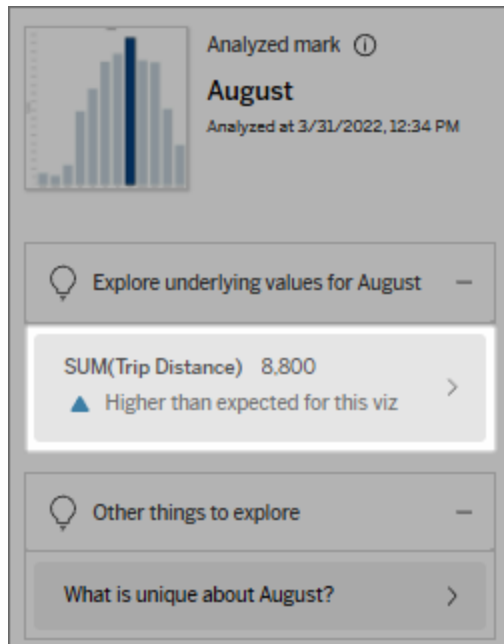 Analyzed mark
August
Analyzed at 3/31/2022, 12:34 PM
Explore underlying values for August
SUM(Trip Distance) 8,800
Higher than expected for this viz
Other things to explore
What is unique about August?